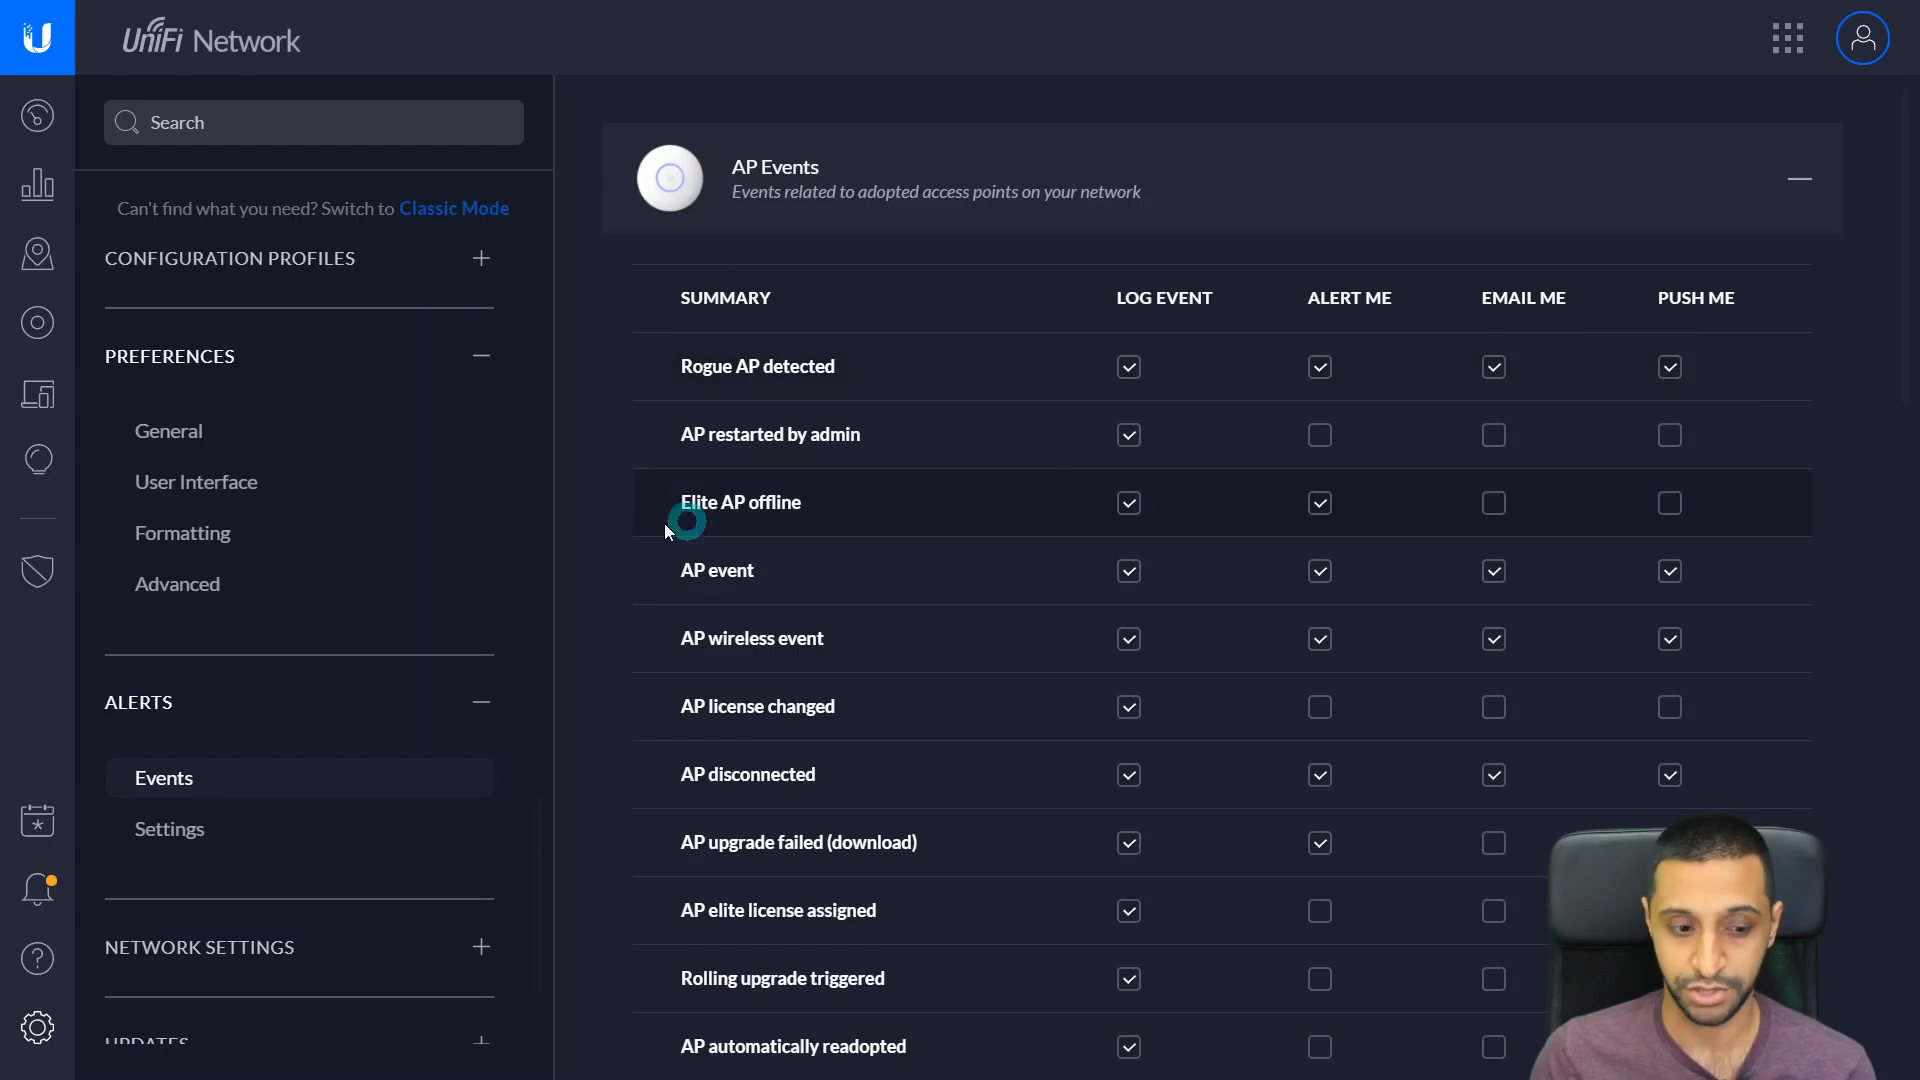 UniFi Network
Search
Can't find what you need? Switch to Classic Mode
CONFIGURATION PROFILES
PREFERENCES
General
User Interface
Formatting
Advanced
ALERTS
Events
Settings
NETWORK SETTINGS
UPDATES
AP Events
Events related to adopted access points on your network
SUMMARY LOG EVENT ALERT ME EMAIL ME PUSH ME
Rogue AP detected
AP restarted by admin
Elite AP offline
AP event
AP wireless event
AP license changed
AP disconnected
AP upgrade failed (download)
AP elite license assigned
Rolling upgrade triggered
AP automatically readopted